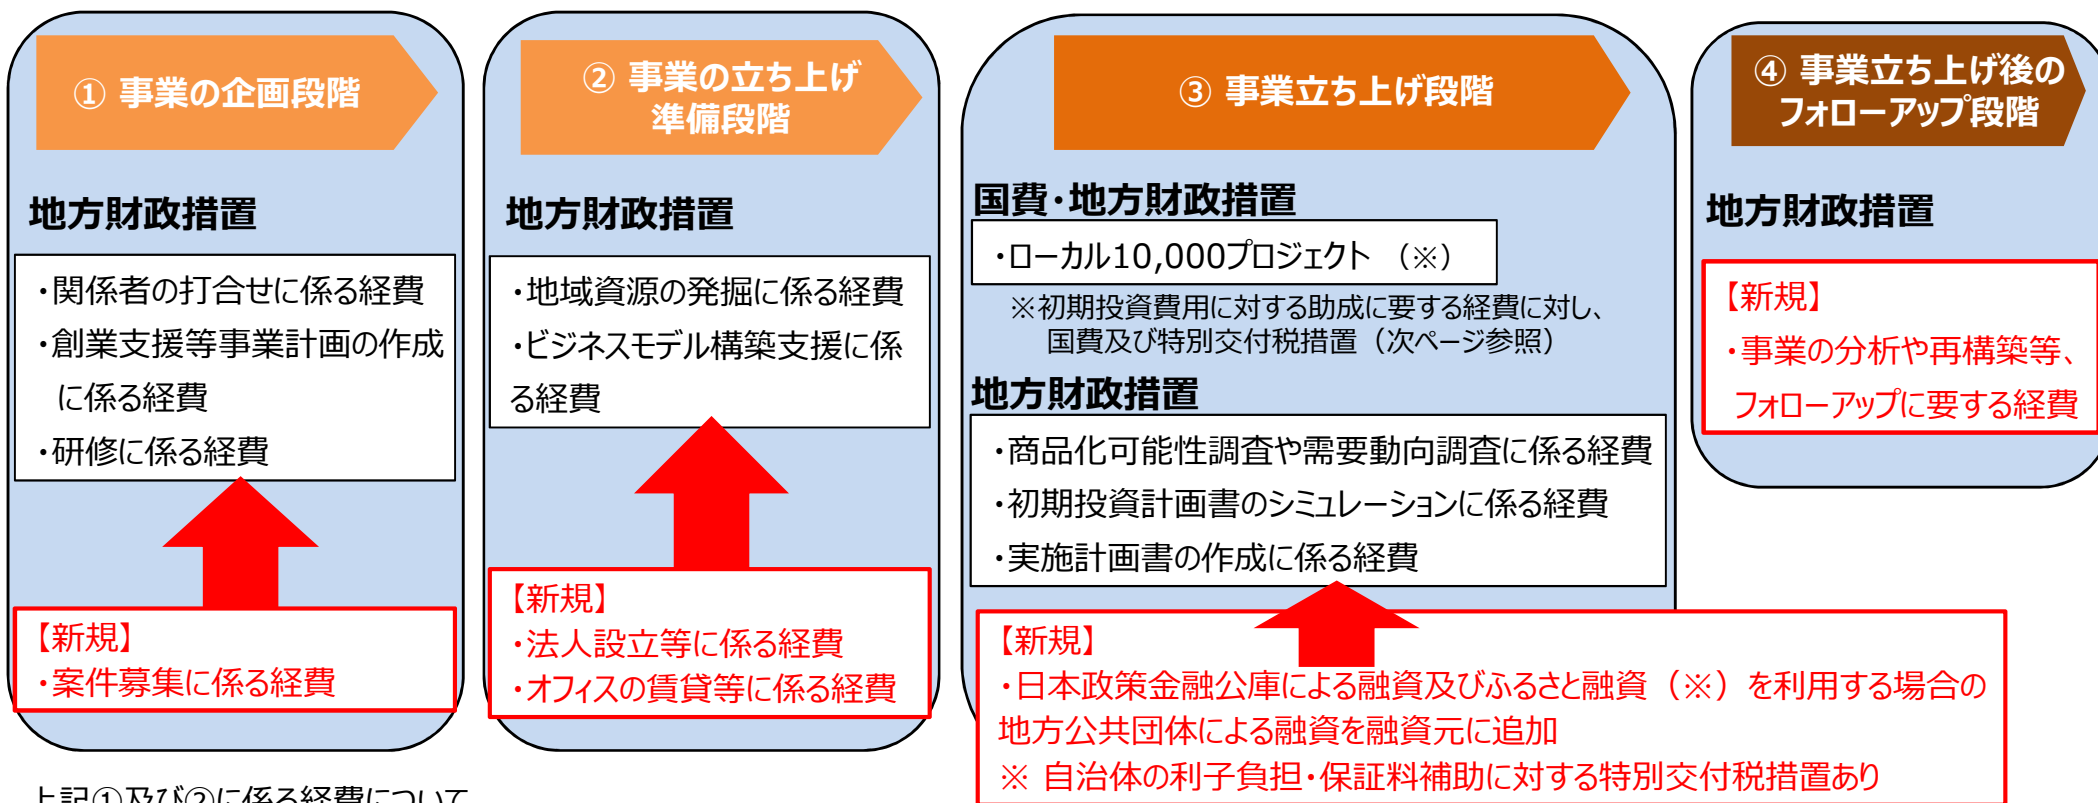 ① 事業の企画段階
地方財政措置
・関係者の打合せに係る経費
・創業支援等事業計画の作成
に係る経費
・研修に係る経費
【新規】
・案件募集に係る経費
② 事業の立ち上げ
準備段階
地方財政措置
・地域資源の発掘に係る経費
・ビジネスモデル構築支援に係
る経費
【新規】
・法人設立等に係る経費
・オフィスの賃貸等に係る経費
③ 事業立ち上げ段階
国費・地方財政措置
・ローカル10,000プロジェクト （※）
※初期投資費用に対する助成に要する経費に対し、
国費及び特別交付税措置（次ページ参照）
地方財政措置
・商品化可能性調査や需要動向調査に係る経費
・初期投資計画書のシミュレーションに係る経費
・実施計画書の作成に係る経費
【新規】
・日本政策金融公庫による融資及びふるさと融資（※）を利用する場合の
地方公共団体による融資を融資元に追加
※ 自治体の利子負担・保証料補助に対する特別交付税措置あり
④ 事業立ち上げ後の
フォローアップ段階
地方財政措置
【新規】
・事業の分析や再構築等、
フォローアップに要する経費
上記①及び②に係る経費について